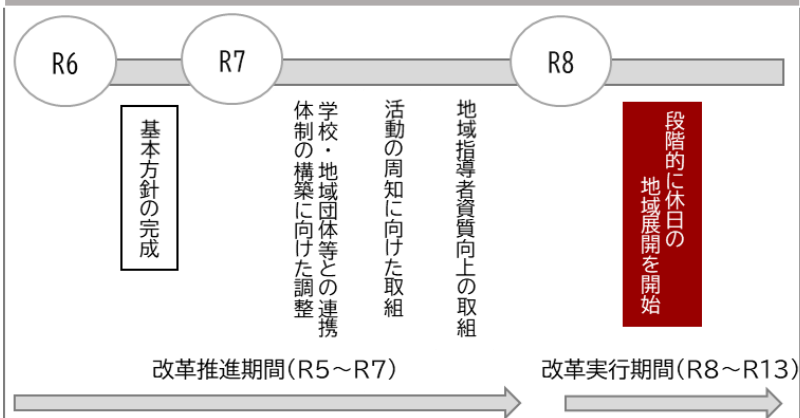 R6
R7
R8
基本方針の完成
学校・地域団体等との連携
体制の構築に向けた調整
活動の周知に向けた取組
地域指導者資質向上の取組
段階的に休日の
地域展開を開始
改革推進期間(R5～R7)
改革実行期間(R8～R13)